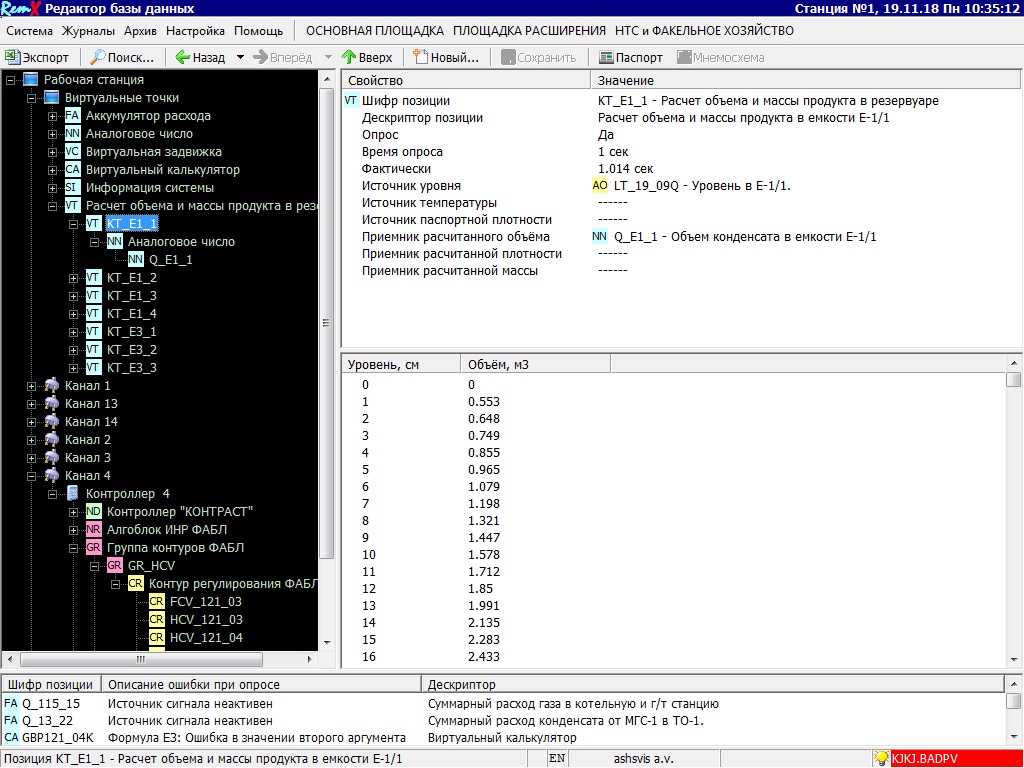 RemX Редактор базы данных Станция №1, 19.11.18 Пн 10:35:12
Система Журналы Архив Настройка Помощь ОСНОВНАЯ ПЛОЩАДКА ПЛОЩАДКА РАСШИРЕНИЯ НТС и ФАКЕЛЬНОЕ ХОЗЯЙСТВО
Экспорт Поиск... Назад Вперёд Вверх Новый... Сохранить Паспорт Мнемосхема
Рабочая станция
Виртуальные точки
FA Аккумулятор расхода
NN Аналоговое число
VC Виртуальная задвижка
CA Виртуальный калькулятор
SI Информация системы
VT Расчет объема и массы продукта в рез
VT KT_E1_1
NN Аналоговое число
NN Q_E1_1
VT KT_E1_2
VT KT_E1_3
VT KT_E1_4
VT KT_E3_1
VT KT_E3_2
VT KT_E3_3
Канал 1
Канал 13
Канал 14
Канал 2
Канал 3
Канал 4
Контроллер 4
ND Контроллер "КОНТРАСТ"
NR Алгоблок ИНР ФАБЛ
GR Группа контуров ФАБЛ
GR GR_HCV
CR Контур регулирования ФАБЛ
CR FCV_121_03
CR HCV_121_03
CR HCV_121_04
Свойство Значение
VT Шифр позиции KT_E1_1 - Расчет объема и массы продукта в резервуаре
Дескриптор позиции Расчет объема и массы продукта в емкости Е-1/1
Опрос Да
Время опроса 1 сек
Фактически 1.014 сек
Источник уровня AO LT_19_09Q - Уровень в Е-1/1.
Источник температуры ------
Источник паспортной плотности ------
Приемник расчитанного объёма NN Q_E1_1 - Объем конденсата в емкости Е-1/1
Приемник расчитанной плотности ------
Приемник расчитанной массы ------
Уровень, см Объём, м3
0 0
1 0.553
2 0.648
3 0.749
4 0.855
5 0.965
6 1.079
7 1.198
8 1.321
9 1.447
10 1.578
11 1.712
12 1.85
13 1.991
14 2.135
15 2.283
16 2.433
Шифр позиции Описание ошибки при опросе Дескриптор
FA Q_115_15 Источник сигнала неактивен Суммарный расход газа в котельную и г/т станцию
FA Q_13_22 Источник сигнала неактивен Суммарный расход конденсата от МГС-1 в ТО-1.
CA GBP121_04K Формула E3: Ошибка в значении второго аргумента Виртуальный калькулятор
Позиция KT_E1_1 - Расчет объема и массы продукта в емкости Е-1/1 EN ashsvis a.v. KJKJ.BADPV